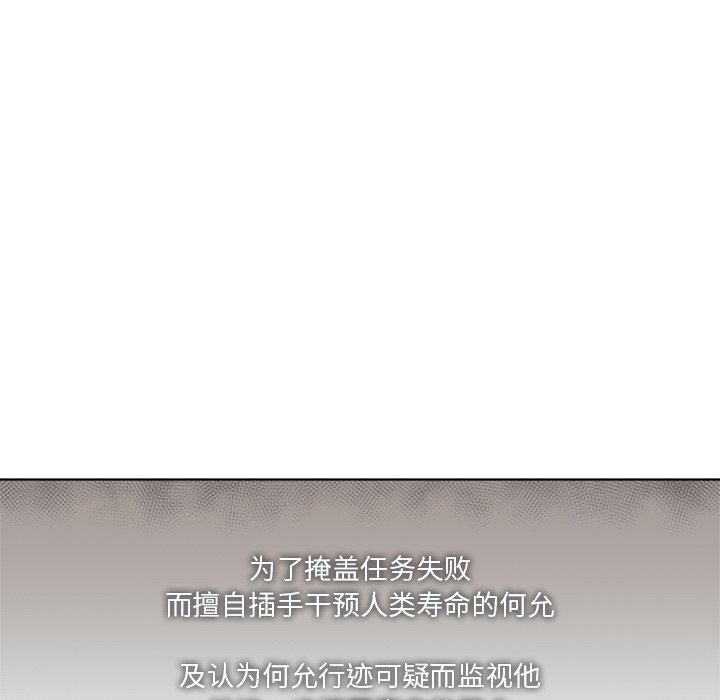 为了掩盖任务失败
而擅自插手干预人类寿命的何允
及认为何允行迹可疑而监视他